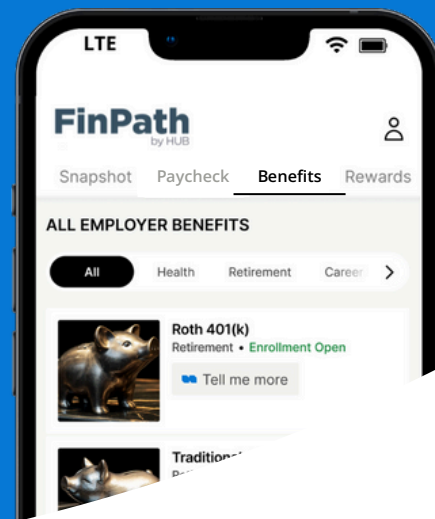 LTE
FinPath
by HUB
Snapshot Paycheck Benefits Rewards
ALL EMPLOYER BENEFITS
All Health Retirement Career
Roth 401(k)
Retirement • Enrollment Open
Tell me more